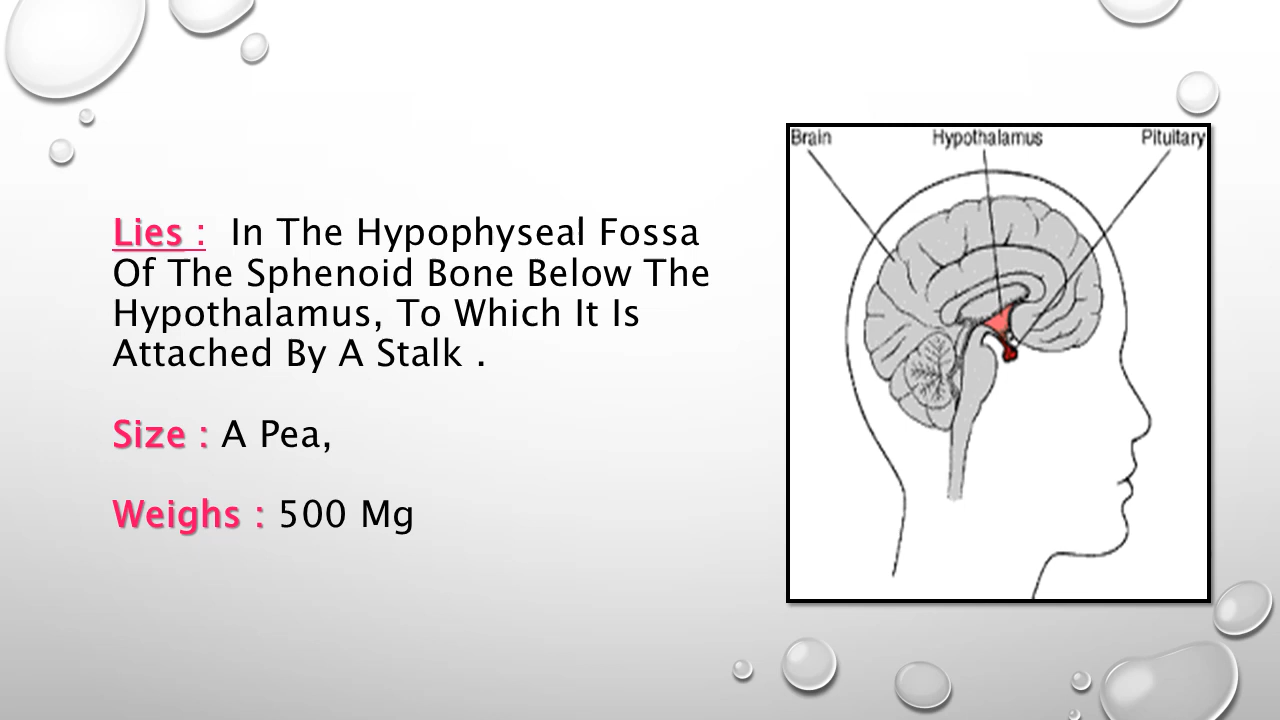 Lies :  In The Hypophyseal Fossa
Of The Sphenoid Bone Below The
Hypothalamus, To Which It Is
Attached By A Stalk .
Size : A Pea,
Weighs : 500 Mg
Brain
Hypothalamus
Pituitary